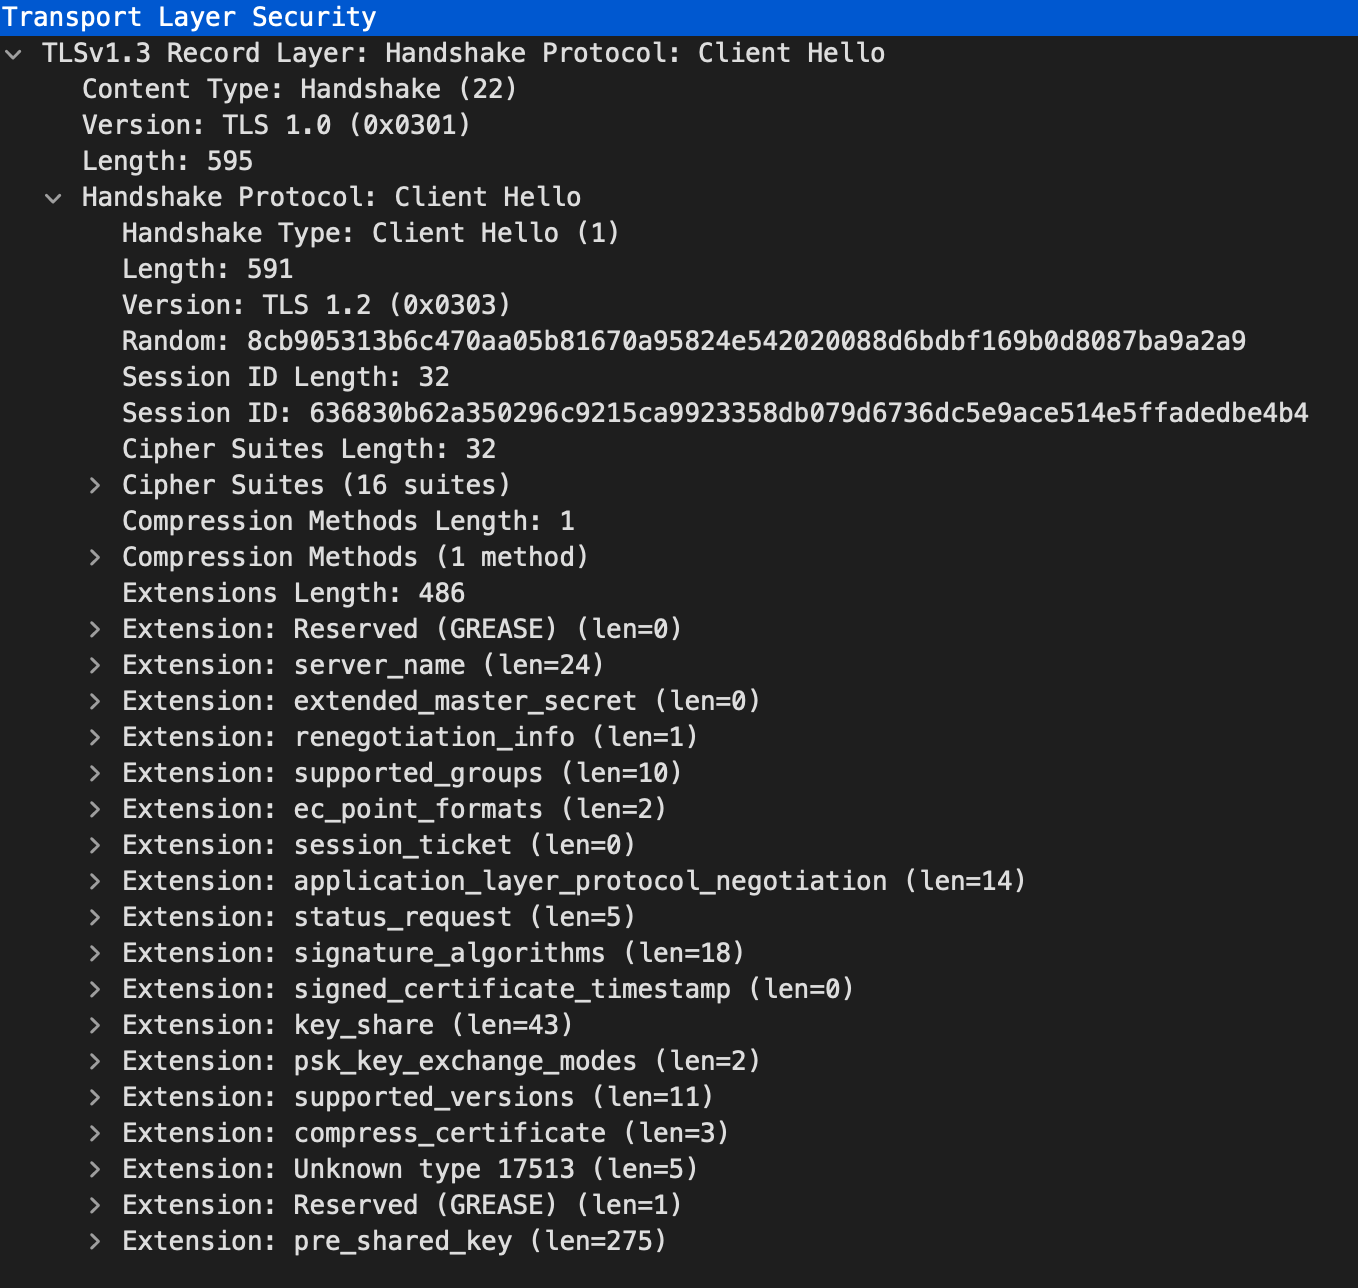 Transport Layer Security
TLSv1.3 Record Layer: Handshake Protocol: Client Hello
Content Type: Handshake (22)
Version: TLS 1.0 (0x0301)
Length: 595
Handshake Protocol: Client Hello
Handshake Type: Client Hello (1)
Length: 591
Version: TLS 1.2 (0x0303)
Random: 8cb905313b6c470aa05b81670a95824e542020088d6bdbf169b0d8087ba9a2a9
Session ID Length: 32
Session ID: 636830b62a350296c9215ca9923358db079d6736dc5e9ace514e5ffadedbe4b4
Cipher Suites Length: 32
Cipher Suites (16 suites)
Compression Methods Length: 1
Compression Methods (1 method)
Extensions Length: 486
Extension: Reserved (GREASE) (len=0)
Extension: server_name (len=24)
Extension: extended_master_secret (len=0)
Extension: renegotiation_info (len=1)
Extension: supported_groups (len=10)
Extension: ec_point_formats (len=2)
Extension: session_ticket (len=0)
Extension: application_layer_protocol_negotiation (len=14)
Extension: status_request (len=5)
Extension: signature_algorithms (len=18)
Extension: signed_certificate_timestamp (len=0)
Extension: key_share (len=43)
Extension: psk_key_exchange_modes (len=2)
Extension: supported_versions (len=11)
Extension: compress_certificate (len=3)
Extension: Unknown type 17513 (len=5)
Extension: Reserved (GREASE) (len=1)
Extension: pre_shared_key (len=275)